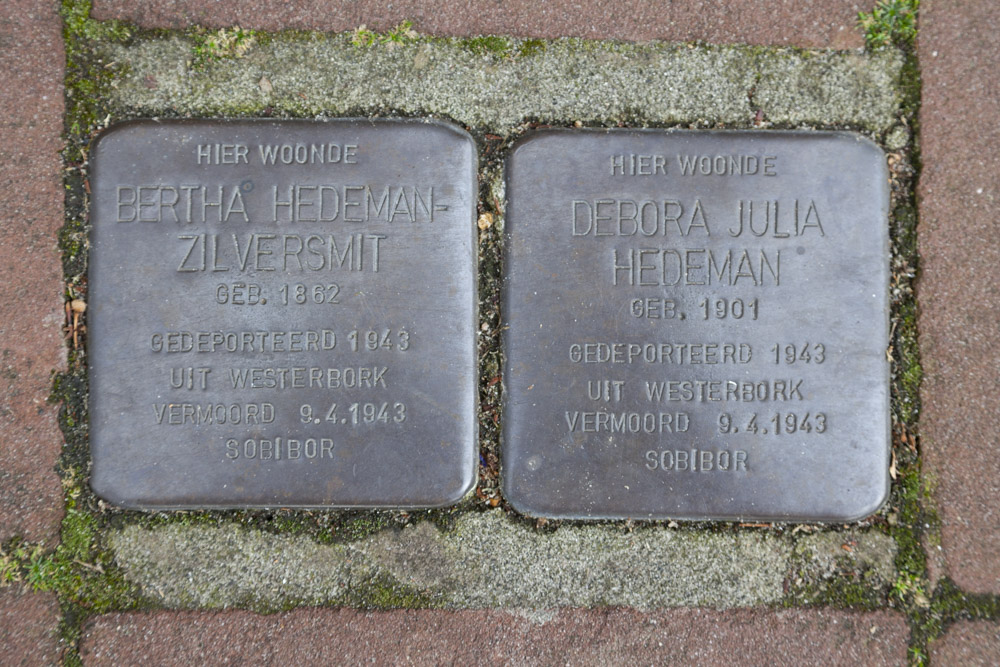 HIER WOONDE
BERTHA HEDEMAN-
ZILVERSMIT
GEB. 1862
GEDEPORTEERD 1943
UIT WESTERBORK
VERMOORD 9.4.1943
SOBIBOR
HIER WOONDE
DEBORA JULIA
HEDEMAN
GEB. 1901
GEDEPORTEERD 1943
UIT WESTERBORK
VERMOORD 9.4.1943
SOBIBOR